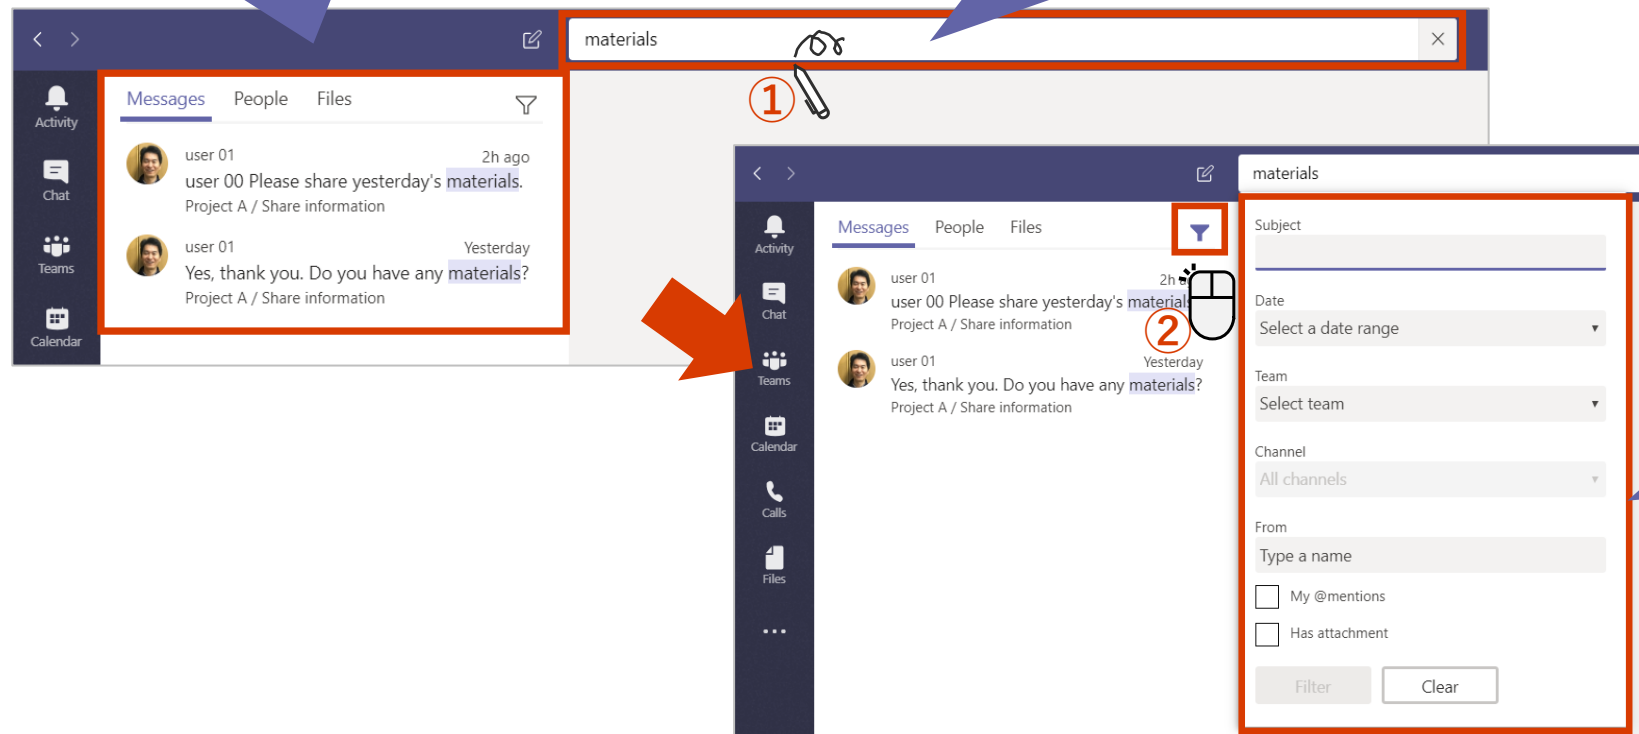 materials
①
Activity
Chat
Teams
Calendar
Messages People Files
user 01 2h ago
user 00 Please share yesterday's materials.
Project A / Share information
user 01 Yesterday
Yes, thank you. Do you have any materials?
Project A / Share information
materials
Activity
Chat
Teams
Calendar
Calls
Files
Messages People Files
user 01 2h
user 00 Please share yesterday's materials
Project A / Share information
②
user 01 Yesterday
Yes, thank you. Do you have any materials?
Project A / Share information
Subject
Date
Select a date range
Team
Select team
Channel
All channels
From
Type a name
My @mentions
Has attachment
Filter Clear